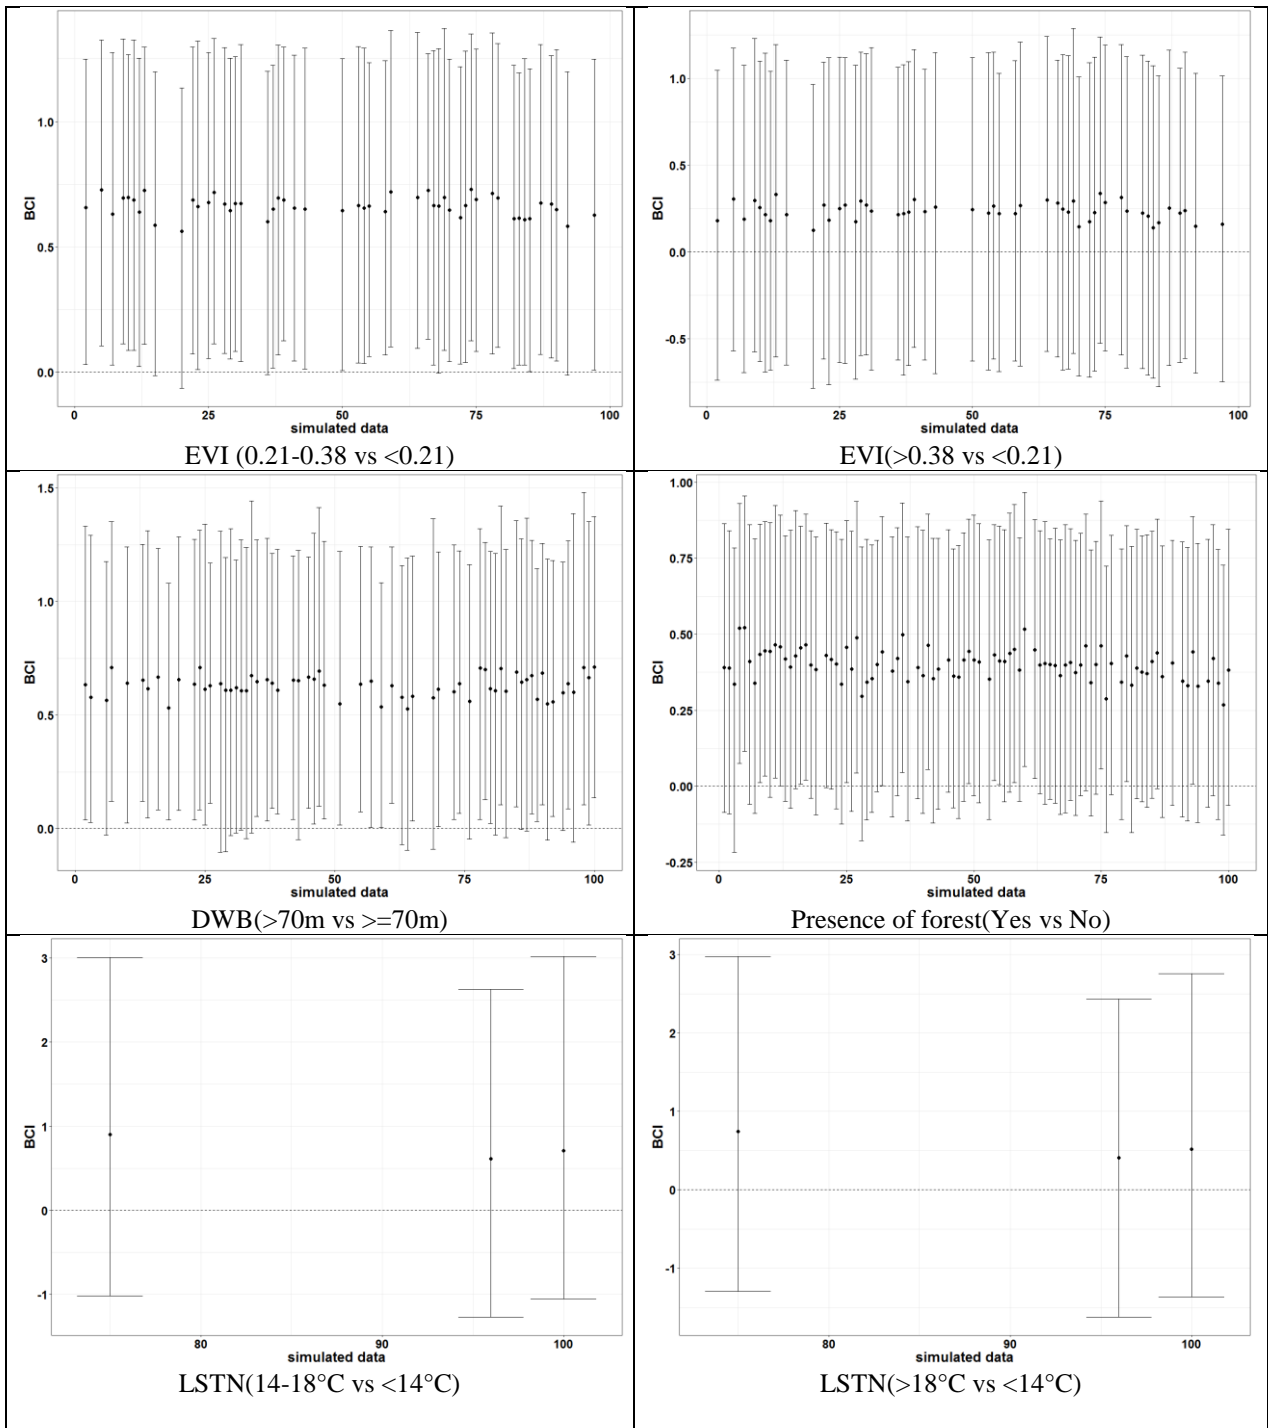 1.0
0.5
0.0
BCI
0 25 50 75 100
simulated data
EVI (0.21-0.38 vs <0.21)
1.0
0.5
0.0
-0.5
BCI
0 25 50 75 100
simulated data
EVI(>0.38 vs <0.21)
1.5
1.0
0.5
0.0
BCI
0 25 50 75 100
simulated data
DWB(>70m vs >=70m)
1.00
0.75
0.50
0.25
0.00
-0.25
BCI
0 25 50 75 100
simulated data
Presence of forest(Yes vs No)
3
2
1
0
-1
BCI
80 90 100
simulated data
LSTN(14-18°C vs <14°C)
3
2
1
0
-1
BCI
80 90 100
simulated data
LSTN(>18°C vs <14°C)